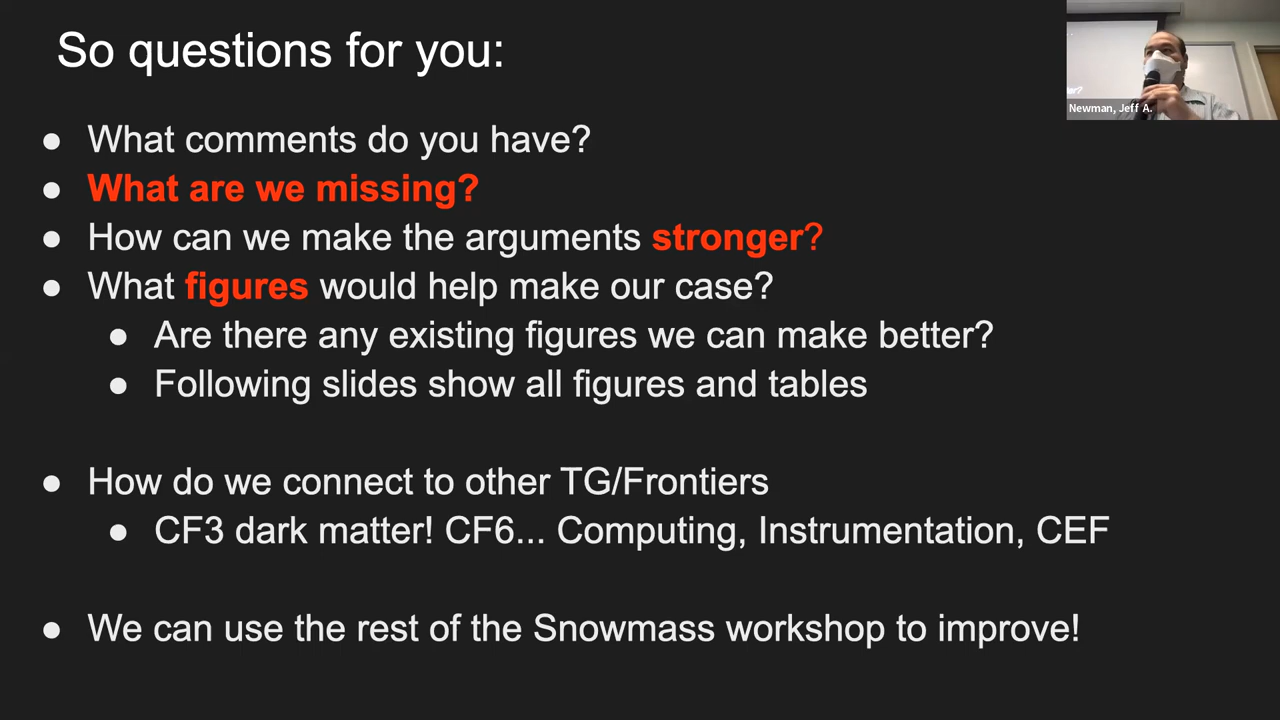 So questions for you:
Newman, Jeff A.
● What comments do you have?
● What are we missing?
● How can we make the arguments stronger?
● What figures would help make our case?
● Are there any existing figures we can make better?
● Following slides show all figures and tables
● How do we connect to other TG/Frontiers
● CF3 dark matter! CF6... Computing, Instrumentation, CEF
● We can use the rest of the Snowmass workshop to improve!